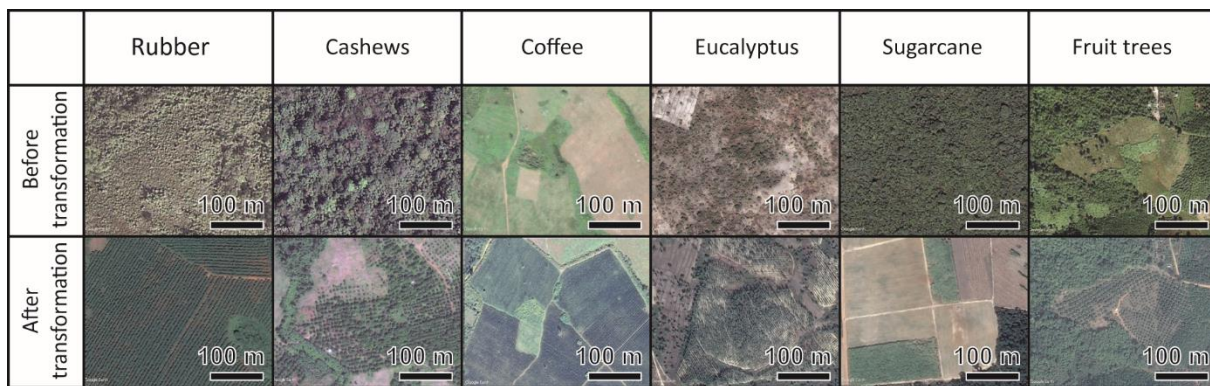 Rubber
Cashews
Coffee
Eucalyptus
Sugarcane
Fruit trees
Before
transformation
100 m
100 m
100 m
100 m
100 m
100 m
After
transformation
100 m
100 m
100 m
100 m
100 m
100 m